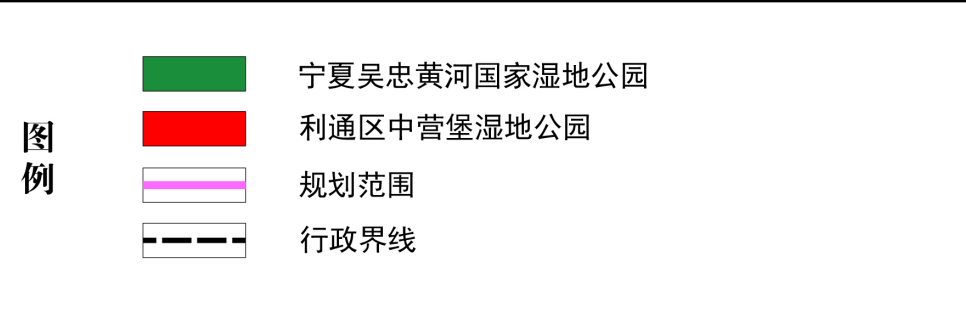 图例
宁夏吴忠黄河国家湿地公园
利通区中营堡湿地公园
规划范围
行政界线